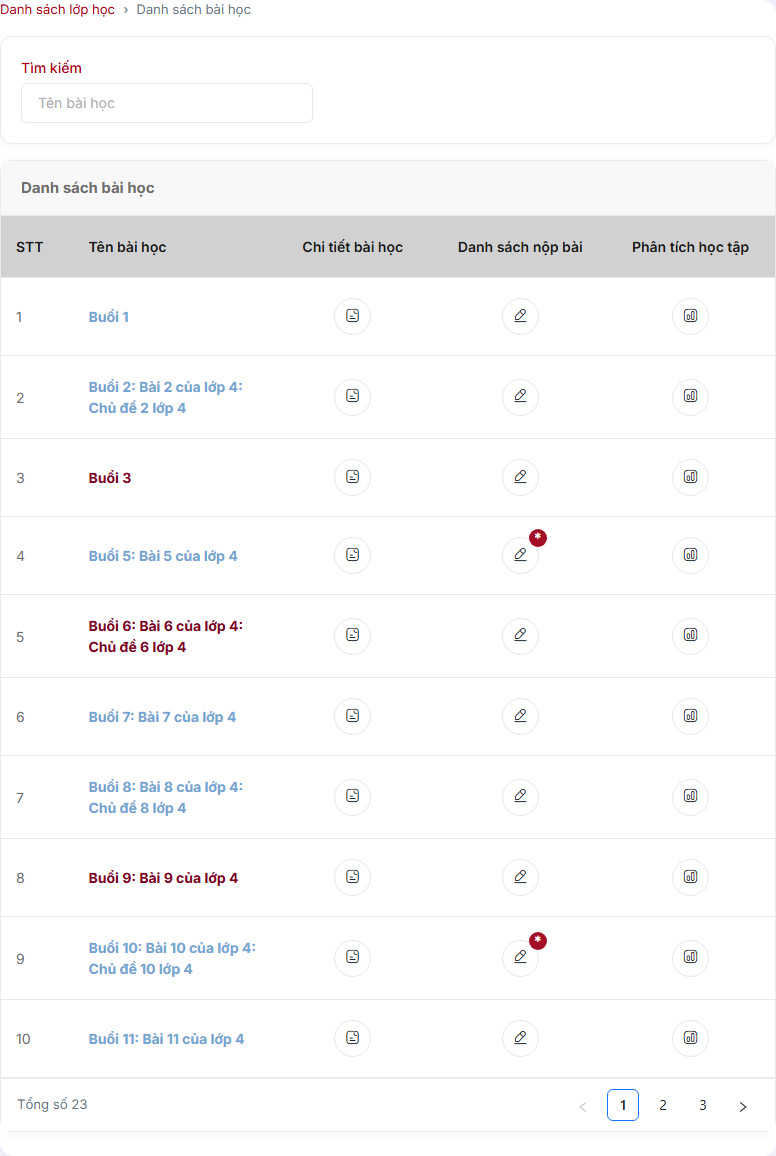 Danh sách lớp học › Danh sách bài học
Tìm kiếm
Tên bài học
Danh sách bài học
STT Tên bài học Chi tiết bài học Danh sách nộp bài Phân tích học tập
1 Buổi 1
2 Buổi 2: Bài 2 của lớp 4:
Chủ đề 2 lớp 4
3 Buổi 3
4 Buổi 5: Bài 5 của lớp 4 *
5 Buổi 6: Bài 6 của lớp 4:
Chủ đề 6 lớp 4
6 Buổi 7: Bài 7 của lớp 4
7 Buổi 8: Bài 8 của lớp 4:
Chủ đề 8 lớp 4
8 Buổi 9: Bài 9 của lớp 4
9 Buổi 10: Bài 10 của lớp 4: *
Chủ đề 10 lớp 4
10 Buổi 11: Bài 11 của lớp 4
Tổng số 23 < 1 2 3 >